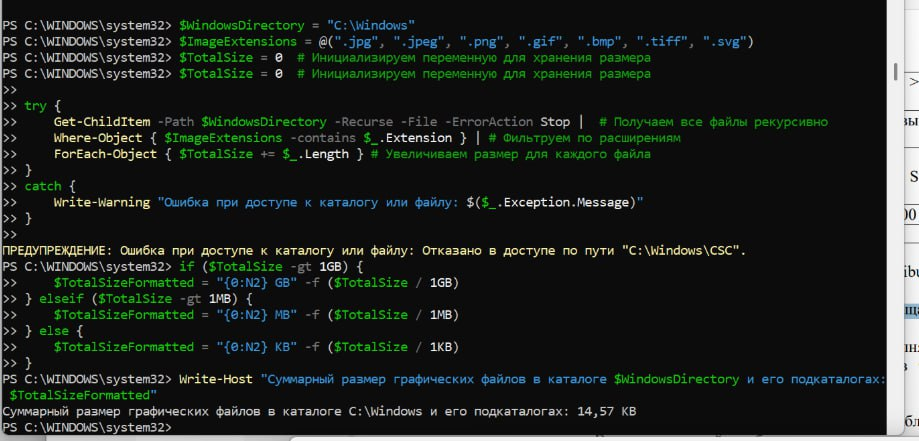 PS C:\WINDOWS\system32> $WindowsDirectory = "C:\Windows"
PS C:\WINDOWS\system32> $ImageExtensions = @(".jpg", ".jpeg", ".png", ".gif", ".bmp", ".tiff", ".svg")
PS C:\WINDOWS\system32> $TotalSize = 0  # Инициализируем переменную для хранения размера
PS C:\WINDOWS\system32> $TotalSize = 0  # Инициализируем переменную для хранения размера
>>
>> try {
>>     Get-ChildItem -Path $WindowsDirectory -Recurse -File -ErrorAction Stop |  # Получаем все файлы рекурсивно
>>     Where-Object { $ImageExtensions -contains $_.Extension } | # Фильтруем по расширениям
>>     ForEach-Object { $TotalSize += $_.Length } # Увеличиваем размер для каждого файла
>> }
>> catch {
>>     Write-Warning "Ошибка при доступе к каталогу или файлу: $($_.Exception.Message)"
>> }
>>
ПРЕДУПРЕЖДЕНИЕ: Ошибка при доступе к каталогу или файлу: Отказано в доступе по пути "C:\Windows\CSC".
PS C:\WINDOWS\system32> if ($TotalSize -gt 1GB) {
>>     $TotalSizeFormatted = "{0:N2} GB" -f ($TotalSize / 1GB)
>> } elseif ($TotalSize -gt 1MB) {
>>     $TotalSizeFormatted = "{0:N2} MB" -f ($TotalSize / 1MB)
>> } else {
>>     $TotalSizeFormatted = "{0:N2} KB" -f ($TotalSize / 1KB)
>> }
PS C:\WINDOWS\system32> Write-Host "Суммарный размер графических файлов в каталоге $WindowsDirectory и его подкаталогах:
 $TotalSizeFormatted"
Суммарный размер графических файлов в каталоге C:\Windows и его подкаталогах: 14,57 KB
PS C:\WINDOWS\system32>